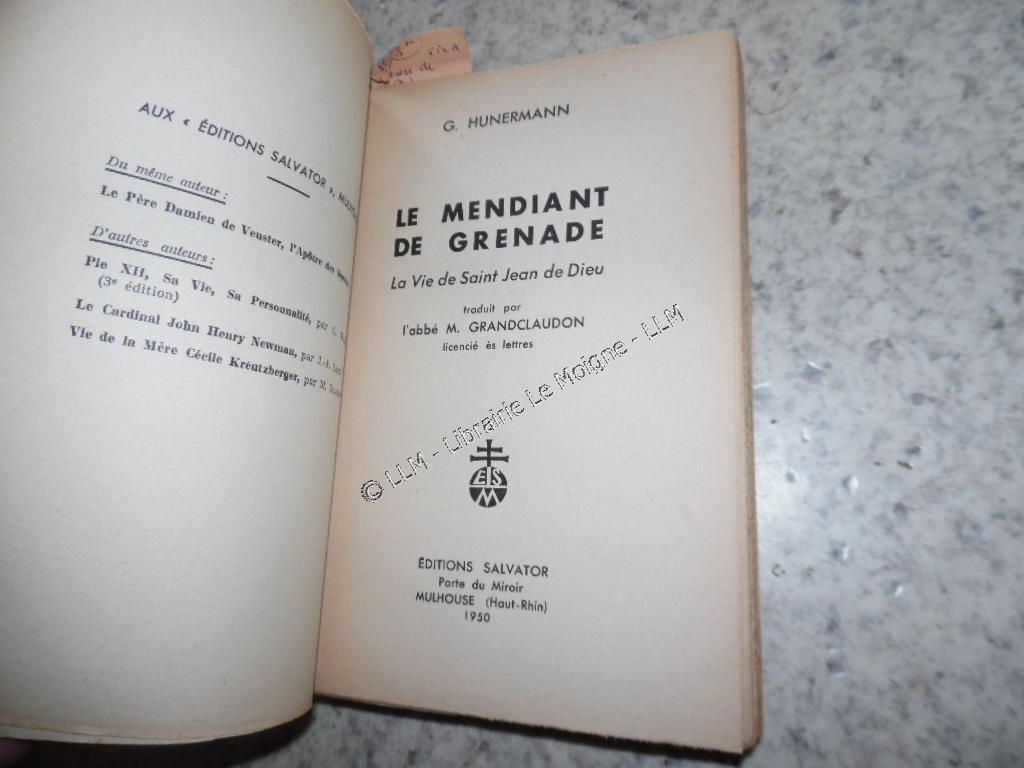 AUX « ÉDITIONS SALVATOR »,
Du même auteur :
Le Père Damien de Veuster, l'Apôtre des
D'autres auteurs :
Pie XII, Sa Vie, Sa Personnalité, par G.
(3e édition)
Le Cardinal John Henry Newman, par J.-A.
Vie de la Mère Cécile Kreutzberger, par M.
de
G. HUNERMANN
LE MENDIANT
DE GRENADE
La Vie de Saint Jean de Dieu
traduit par
l'abbé M. GRANDCLAUDON
licencié ès lettres
© LLM - Librairie Le Moigne - LLM
EIS
M
ÉDITIONS SALVATOR
Porte du Miroir
MULHOUSE (Haut-Rhin)
1950